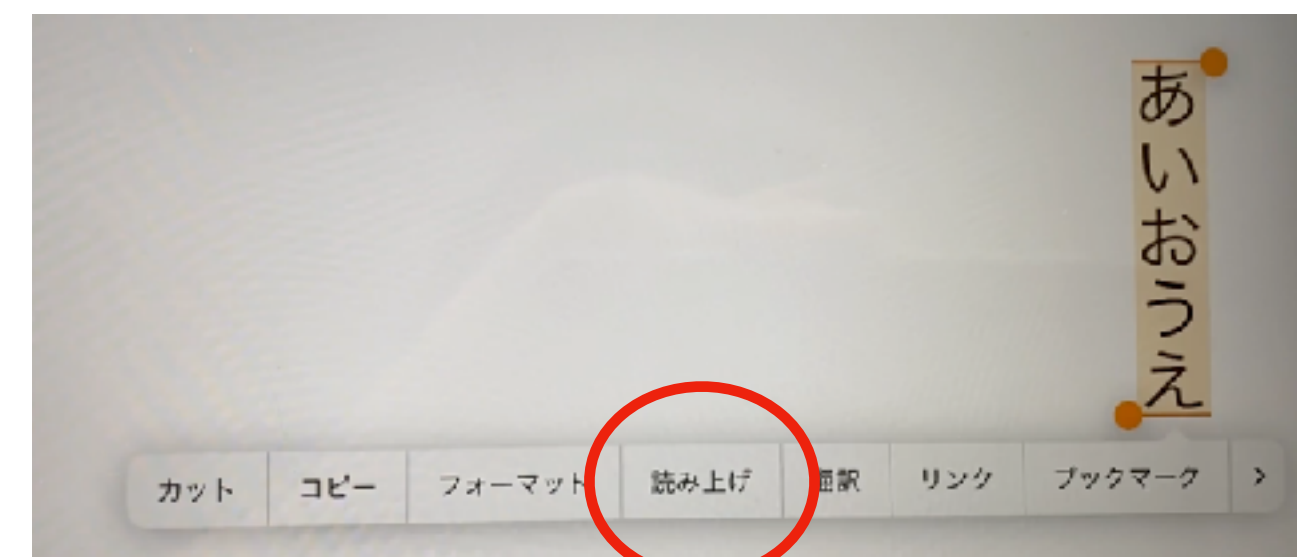 あいおうえ
カット
コピー
フォーマット
読み上げ
翻訳
リンク
ブックマーク
>